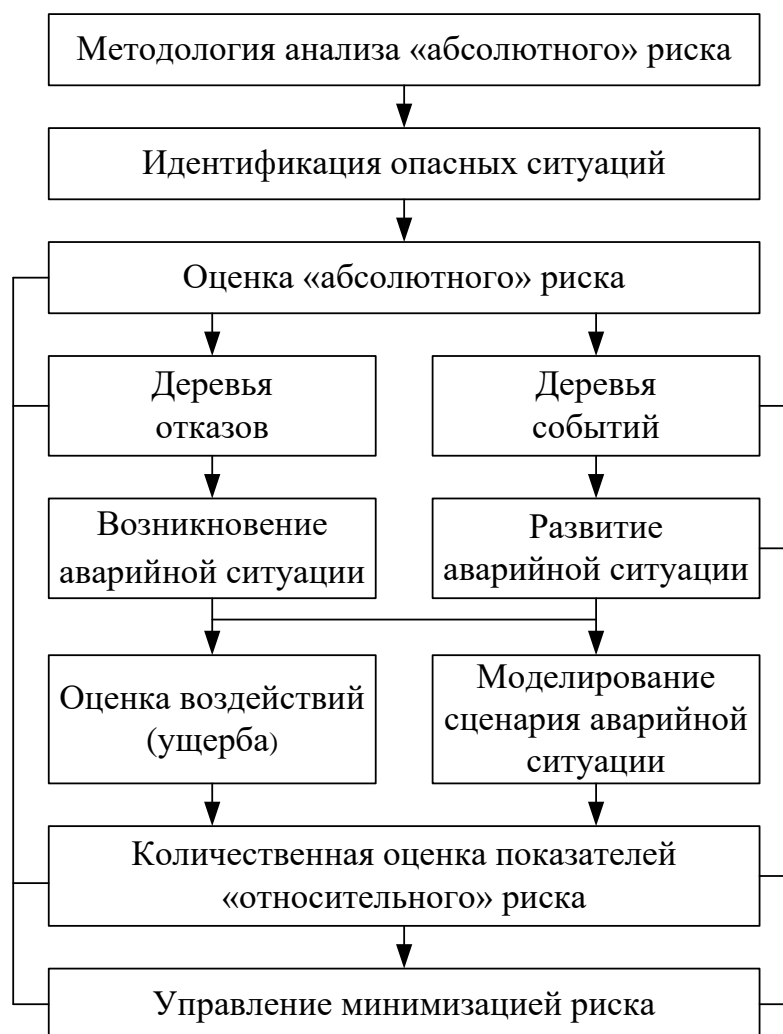 Методология анализа «абсолютного» риска
Идентификация опасных ситуаций
Оценка «абсолютного» риска
Деревья
отказов
Деревья
событий
Возникновение
аварийной ситуации
Развитие
аварийной ситуации
Оценка воздействий
(ущерба)
Моделирование
сценария аварийной
ситуации
Количественная оценка показателей
«относительного» риска
Управление минимизацией риска